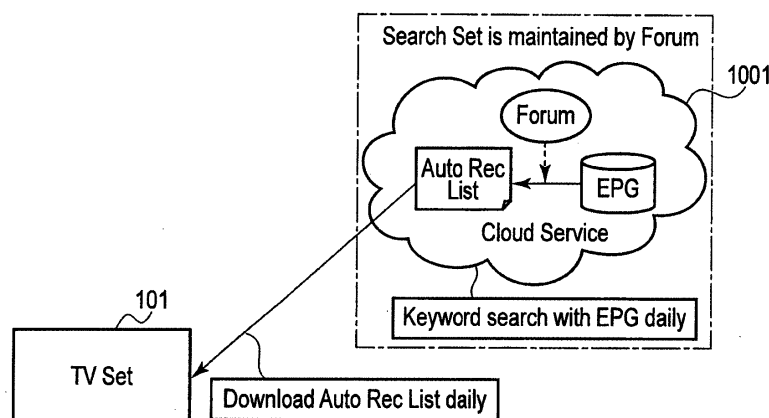 Search Set is maintained by Forum
1001
Forum
Auto Rec
List
EPG
Cloud Service
Keyword search with EPG daily
101
TV Set
Download Auto Rec List daily